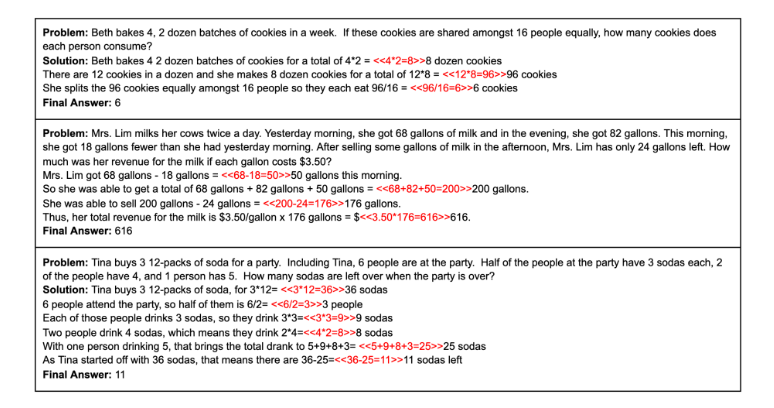 Problem: Beth bakes 4, 2 dozen batches of cookies in a week. If these cookies are shared amongst 16 people equally, how many cookies does
each person consume?
Solution: Beth bakes 4 2 dozen batches of cookies for a total of 4*2 = <<4*2=8>>8 dozen cookies
There are 12 cookies in a dozen and she makes 8 dozen cookies for a total of 12*8 = <<12*8=96>>96 cookies
She splits the 96 cookies equally amongst 16 people so they each eat 96/16 = <<96/16=6>>6 cookies
Final Answer: 6
Problem: Mrs. Lim milks her cows twice a day. Yesterday morning, she got 68 gallons of milk and in the evening, she got 82 gallons. This morning,
she got 18 gallons fewer than she had yesterday morning. After selling some gallons of milk in the afternoon, Mrs. Lim has only 24 gallons left. How
much was her revenue for the milk if each gallon costs $3.50?
Mrs. Lim got 68 gallons - 18 gallons = <<68-18=50>>50 gallons this morning.
So she was able to get a total of 68 gallons + 82 gallons + 50 gallons = <<68+82+50=200>>200 gallons.
She was able to sell 200 gallons - 24 gallons = <<200-24=176>>176 gallons.
Thus, her total revenue for the milk is $3.50/gallon x 176 gallons = $<<3.50*176=616>>616.
Final Answer: 616
Problem: Tina buys 3 12-packs of soda for a party. Including Tina, 6 people are at the party. Half of the people at the party have 3 sodas each, 2
of the people have 4, and 1 person has 5. How many sodas are left over when the party is over?
Solution: Tina buys 3 12-packs of soda, for 3*12= <<3*12=36>>36 sodas
6 people attend the party, so half of them is 6/2= <<6/2=3>>3 people
Each of those people drinks 3 sodas, so they drink 3*3=<<3*3=9>>9 sodas
Two people drink 4 sodas, which means they drink 2*4=<<4*2=8>>8 sodas
With one person drinking 5, that brings the total drank to 5+9+8+3= <<5+9+8+3=25>>25 sodas
As Tina started off with 36 sodas, that means there are 36-25=<<36-25=11>>11 sodas left
Final Answer: 11